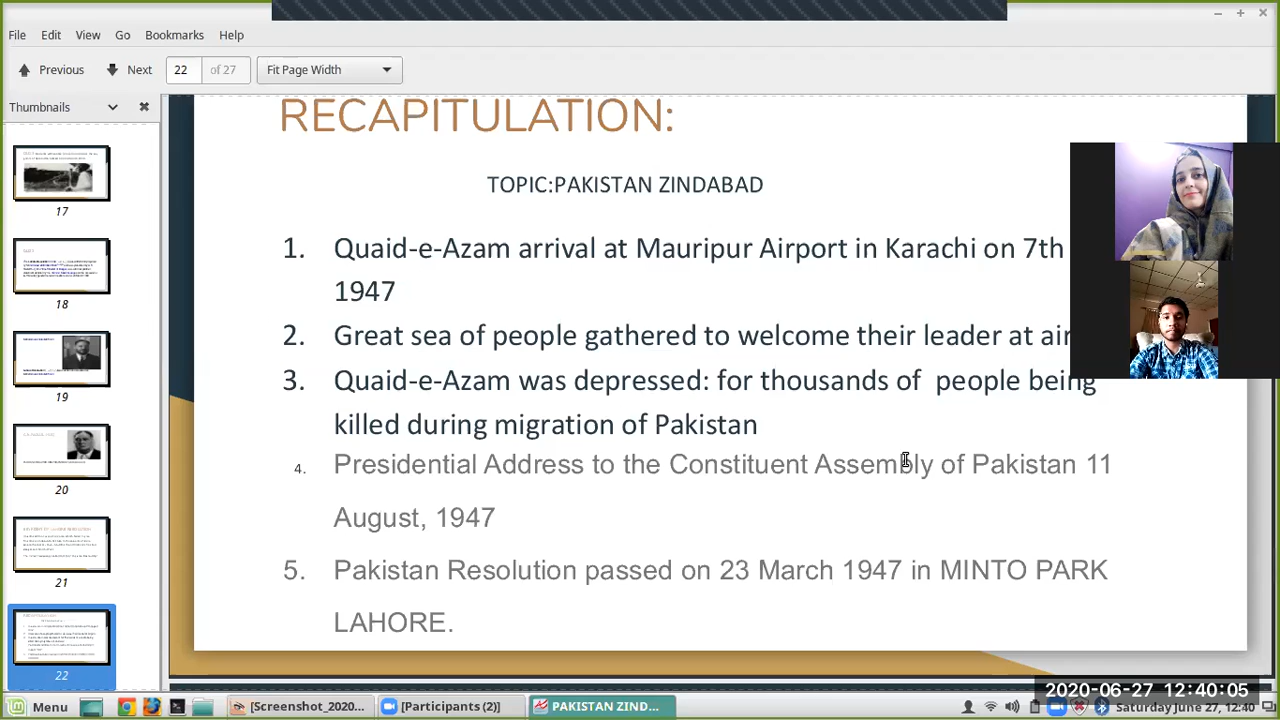 File Edit View Go Bookmarks Help
Previous Next 22 of 27 Fit Page Width
Thumbnails
RECAPITULATION:
TOPIC:PAKISTAN ZINDABAD
1. Quaid-e-Azam arrival at Mauripur Airport in Karachi on 7th
1947
2. Great sea of people gathered to welcome their leader at air
3. Quaid-e-Azam was depressed: for thousands of people being
killed during migration of Pakistan
4. Presidential Address to the Constituent Assembly of Pakistan 11
August, 1947
5. Pakistan Resolution passed on 23 March 1947 in MINTO PARK
LAHORE.
17
18
19
20
21
22
2020-06-27 12:40:05
Menu [Screenshot_2020... [Participants (2)] PAKISTAN ZIND... Saturday June 27, 12:40